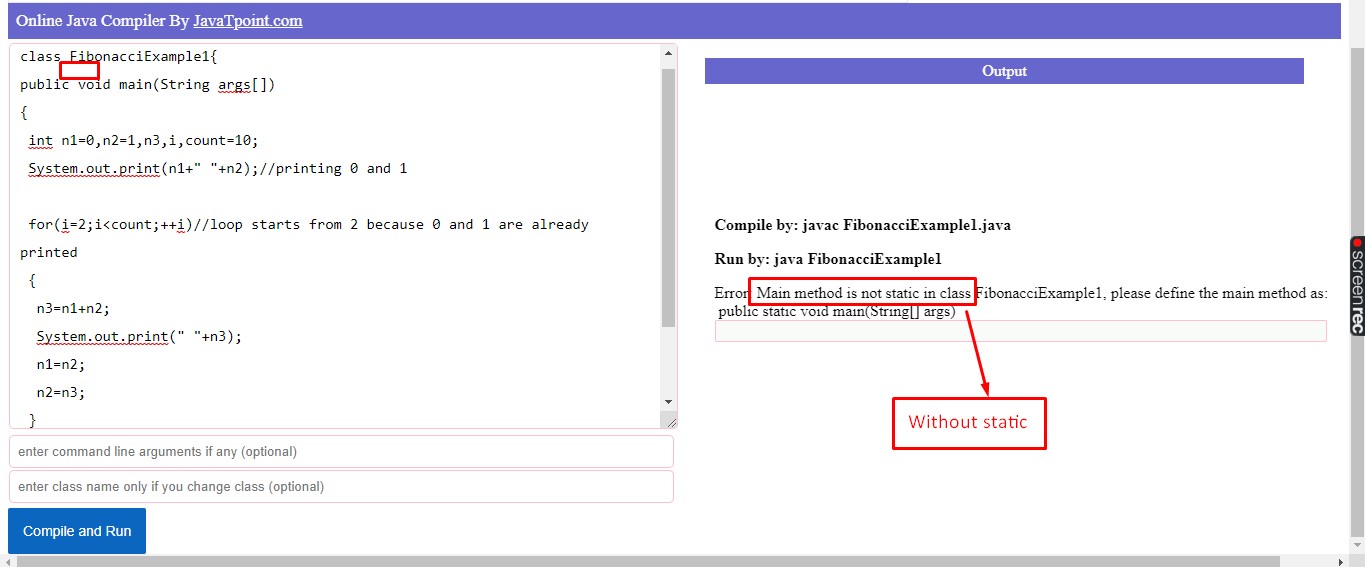 Online Java Compiler By JavaTpoint.com
class FibonacciExample1{
public void main(String args[])
{
int n1=0,n2=1,n3,i,count=10;
System.out.print(n1+" "+n2);//printing 0 and 1
for(i=2;i<count;++i)//loop starts from 2 because 0 and 1 are already
printed
{
n3=n1+n2;
System.out.print(" "+n3);
n1=n2;
n2=n3;
}
enter command line arguments if any (optional)
enter class name only if you change class (optional)
Compile and Run
Output
Compile by: javac FibonacciExample1.java
Run by: java FibonacciExample1
Error: Main method is not static in class FibonacciExample1, please define the main method as:
public static void main(String[] args)
Without static
screenrec